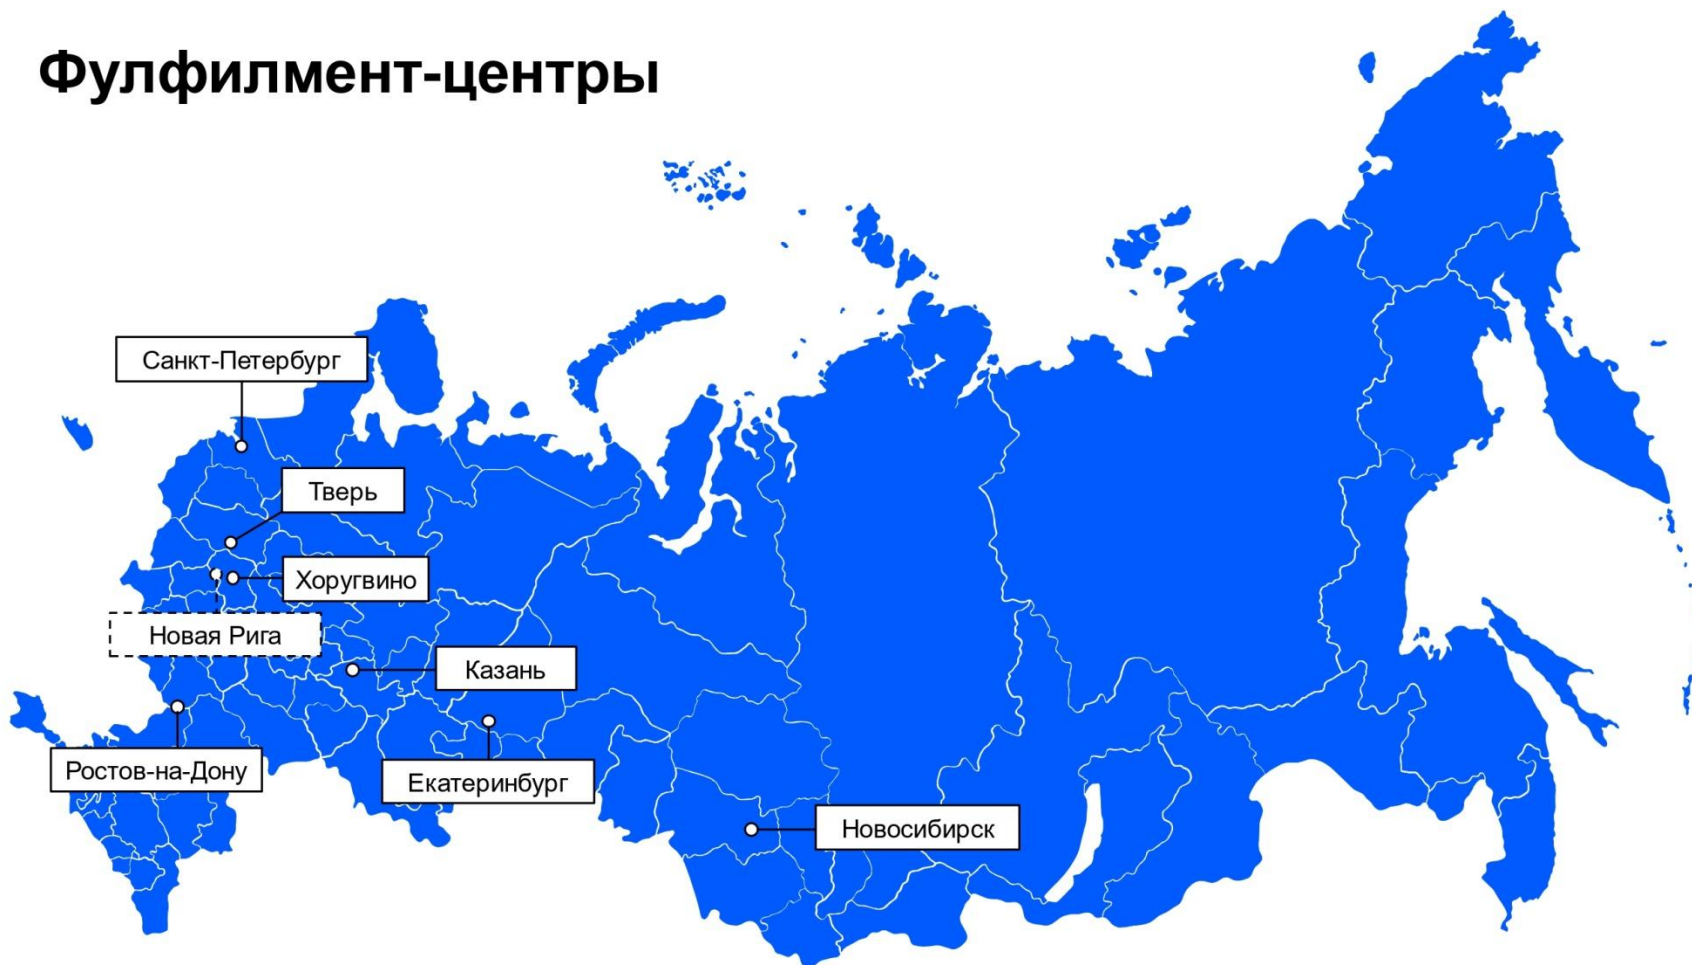 Фулфилмент-центры
Санкт-Петербург
Тверь
Хоругвино
Новая Рига
Казань
Ростов-на-Дону
Екатеринбург
Новосибирск